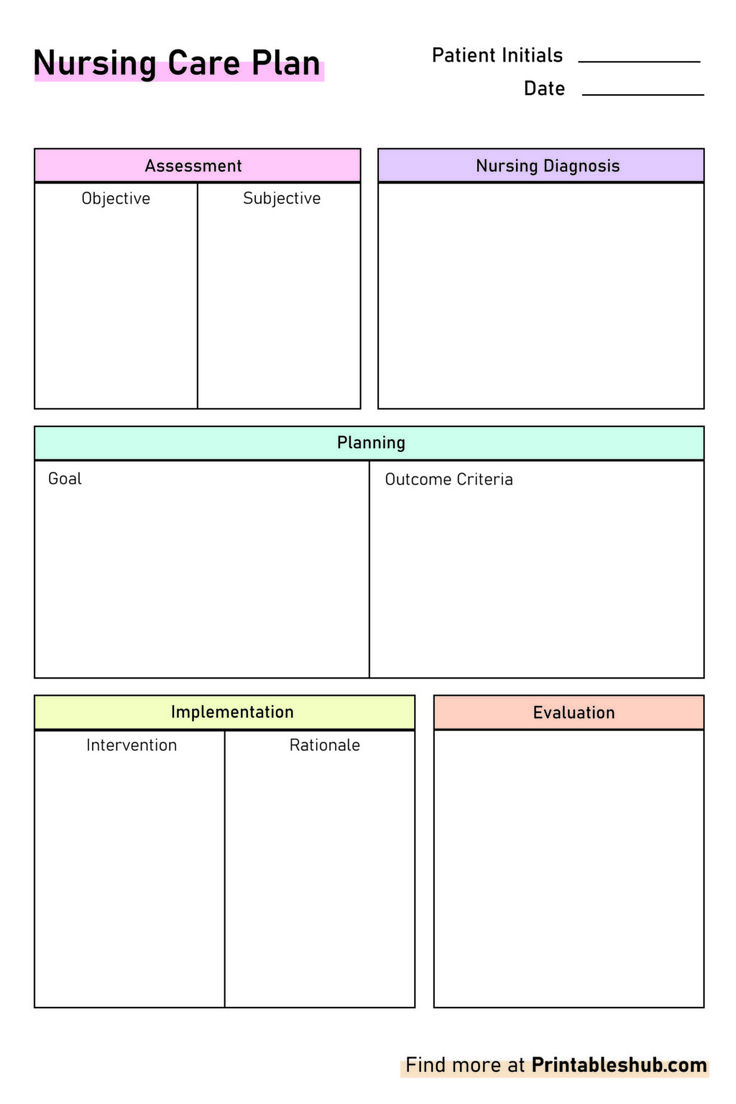 Nursing Care Plan
Patient Initials
Date
Assessment
Objective
Subjective
Nursing Diagnosis
Planning
Goal
Outcome Criteria
Implementation
Intervention
Rationale
Evaluation
Find more at Printableshub.com